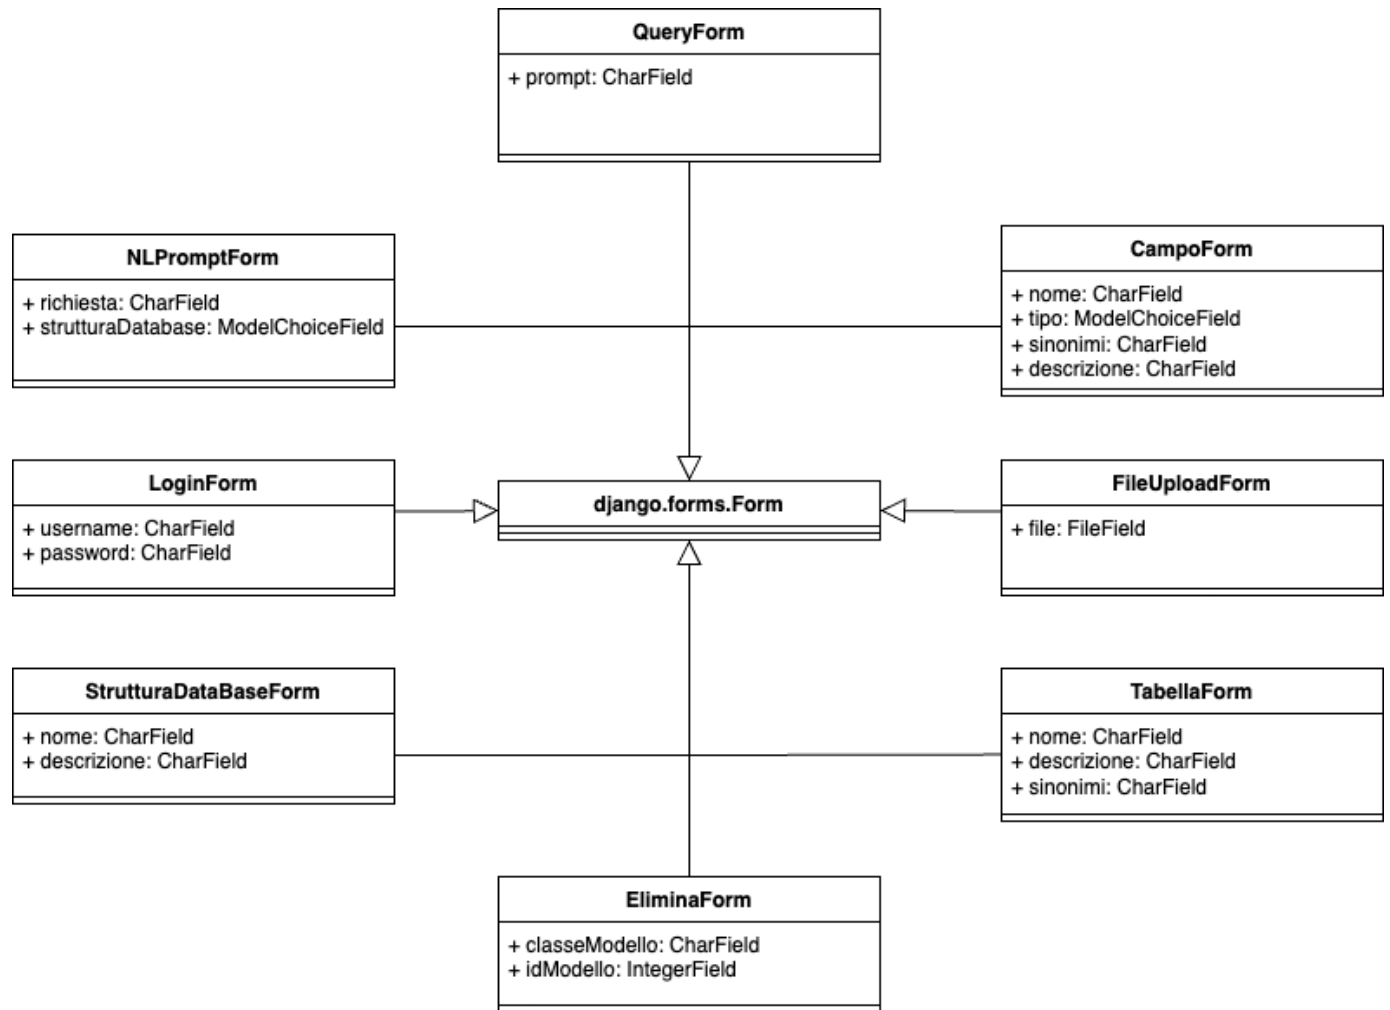 QueryForm
+ prompt: CharField
NLPromptForm
+ richiesta: CharField
+ strutturaDatabase: ModelChoiceField
CampoForm
+ nome: CharField
+ tipo: ModelChoiceField
+ sinonimi: CharField
+ descrizione: CharField
LoginForm
+ username: CharField
+ password: CharField
django.forms.Form
FileUploadForm
+ file: FileField
StrutturaDataBaseForm
+ nome: CharField
+ descrizione: CharField
TabellaForm
+ nome: CharField
+ descrizione: CharField
+ sinonimi: CharField
EliminaForm
+ classeModello: CharField
+ idModello: IntegerField